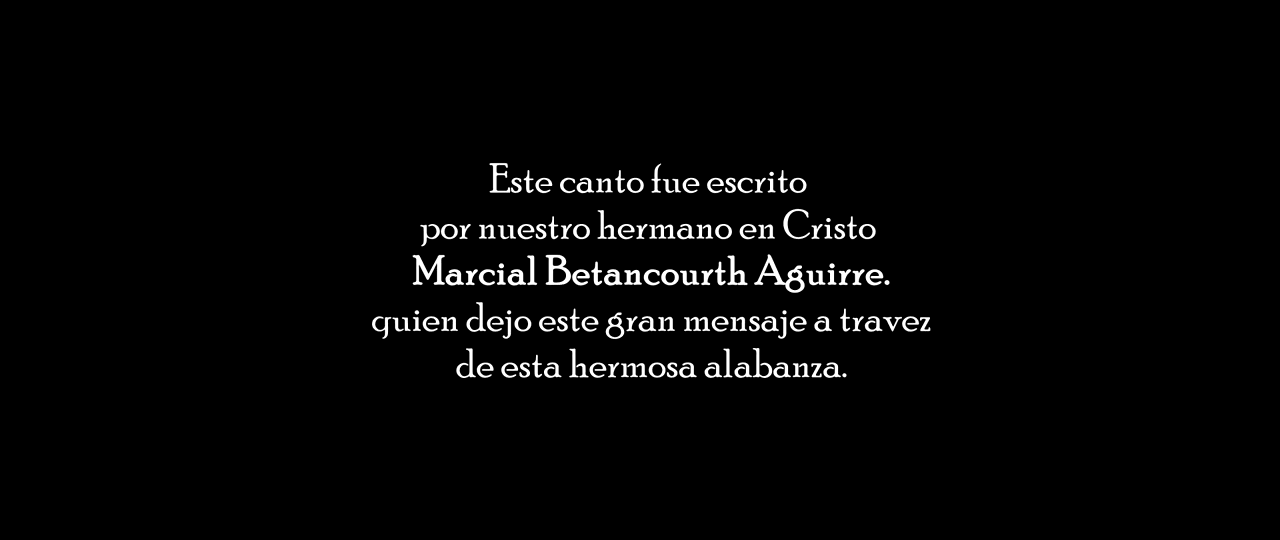 Este canto fue escrito
por nuestro hermano en Cristo
Marcial Betancourth Aguirre.
quien dejo este gran mensaje a travez
de esta hermosa alabanza.